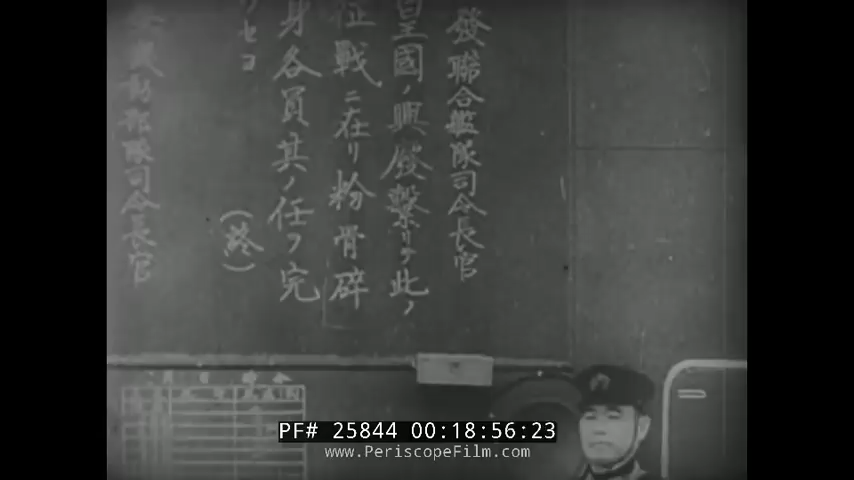 發聯合艦隊司令長官
皇國ノ興廢繫リテ此ノ
征戰ニ在リ粉骨碎
身各員其ノ任ヲ完
セヨ
(終)
隊司令長官
月 日
PF# 25844 00:18:56:23
www.PeriscopeFilm.com